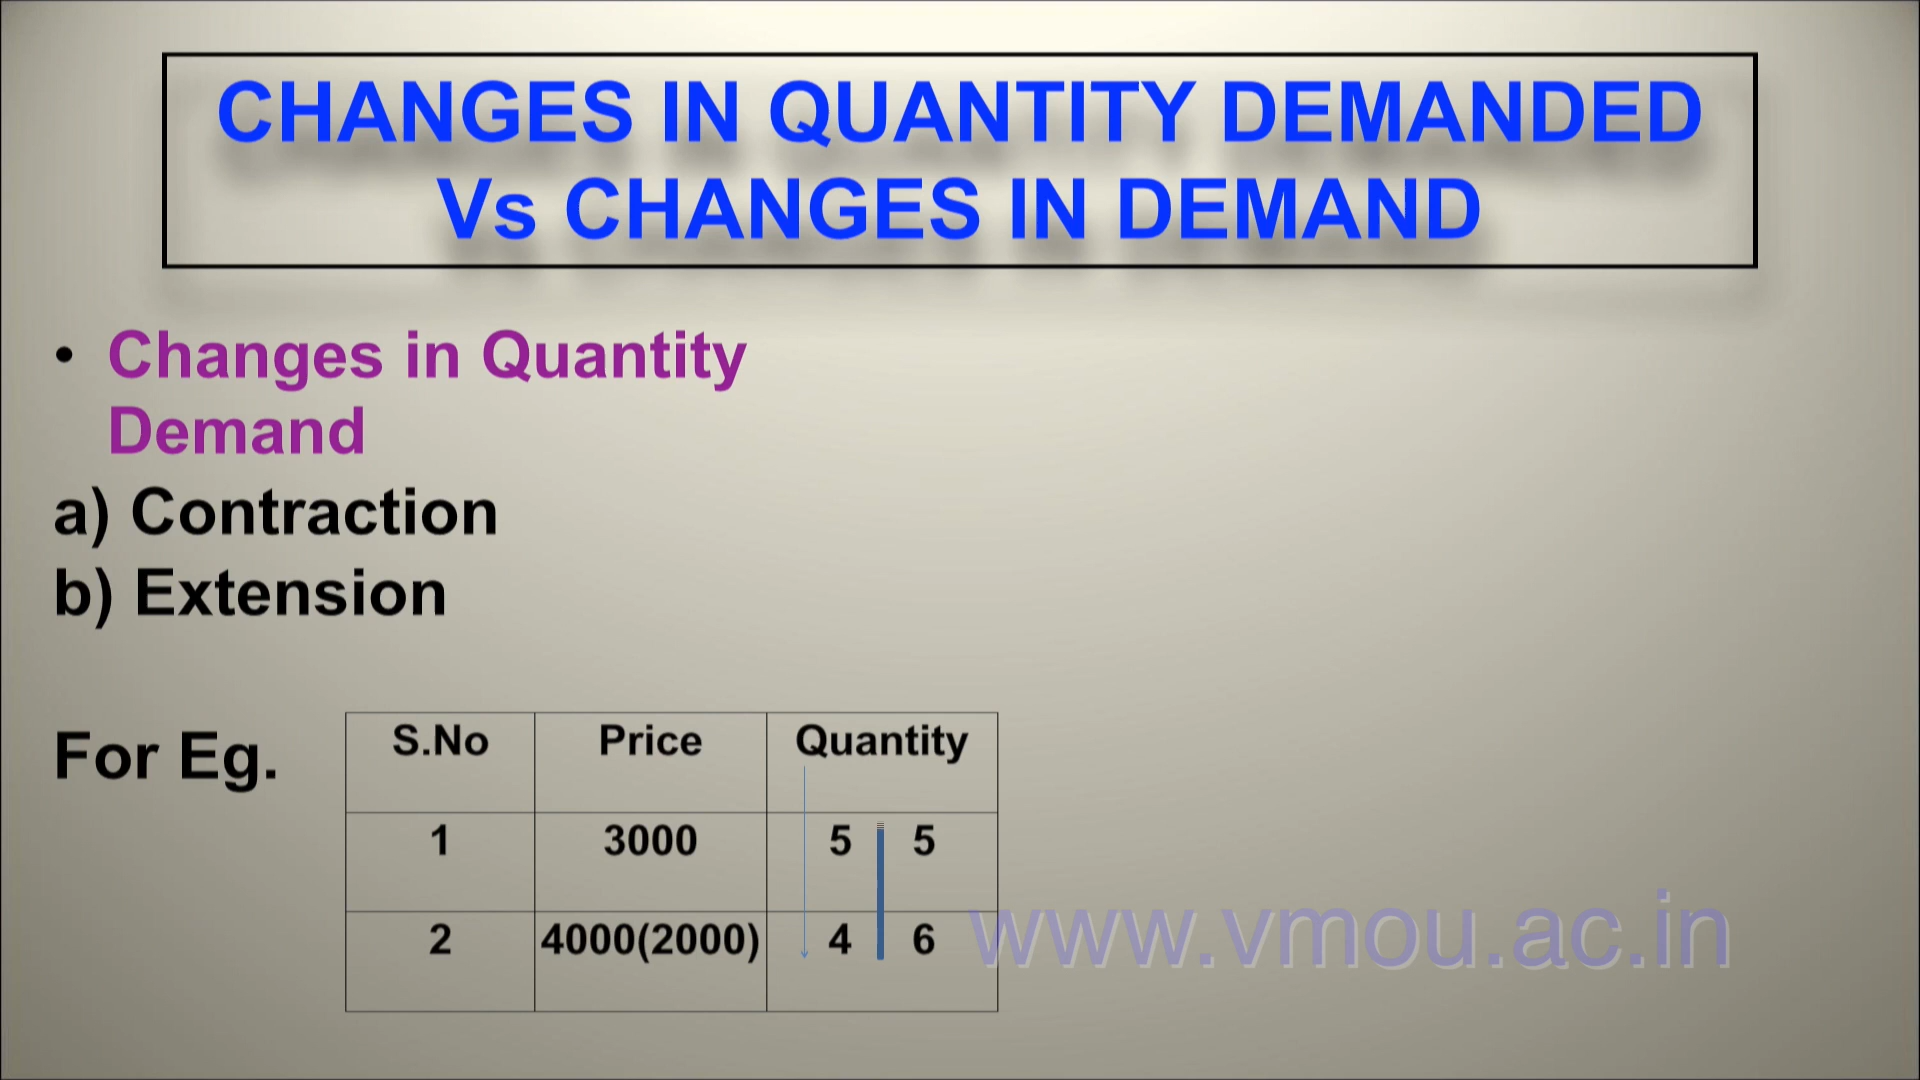 CHANGES IN QUANTITY DEMANDED
Vs CHANGES IN DEMAND
• Changes in Quantity
Demand
a) Contraction
b) Extension
For Eg.
S.No Price Quantity
1 3000 5 5
2 4000(2000) 4 6
www.vmou.ac.in